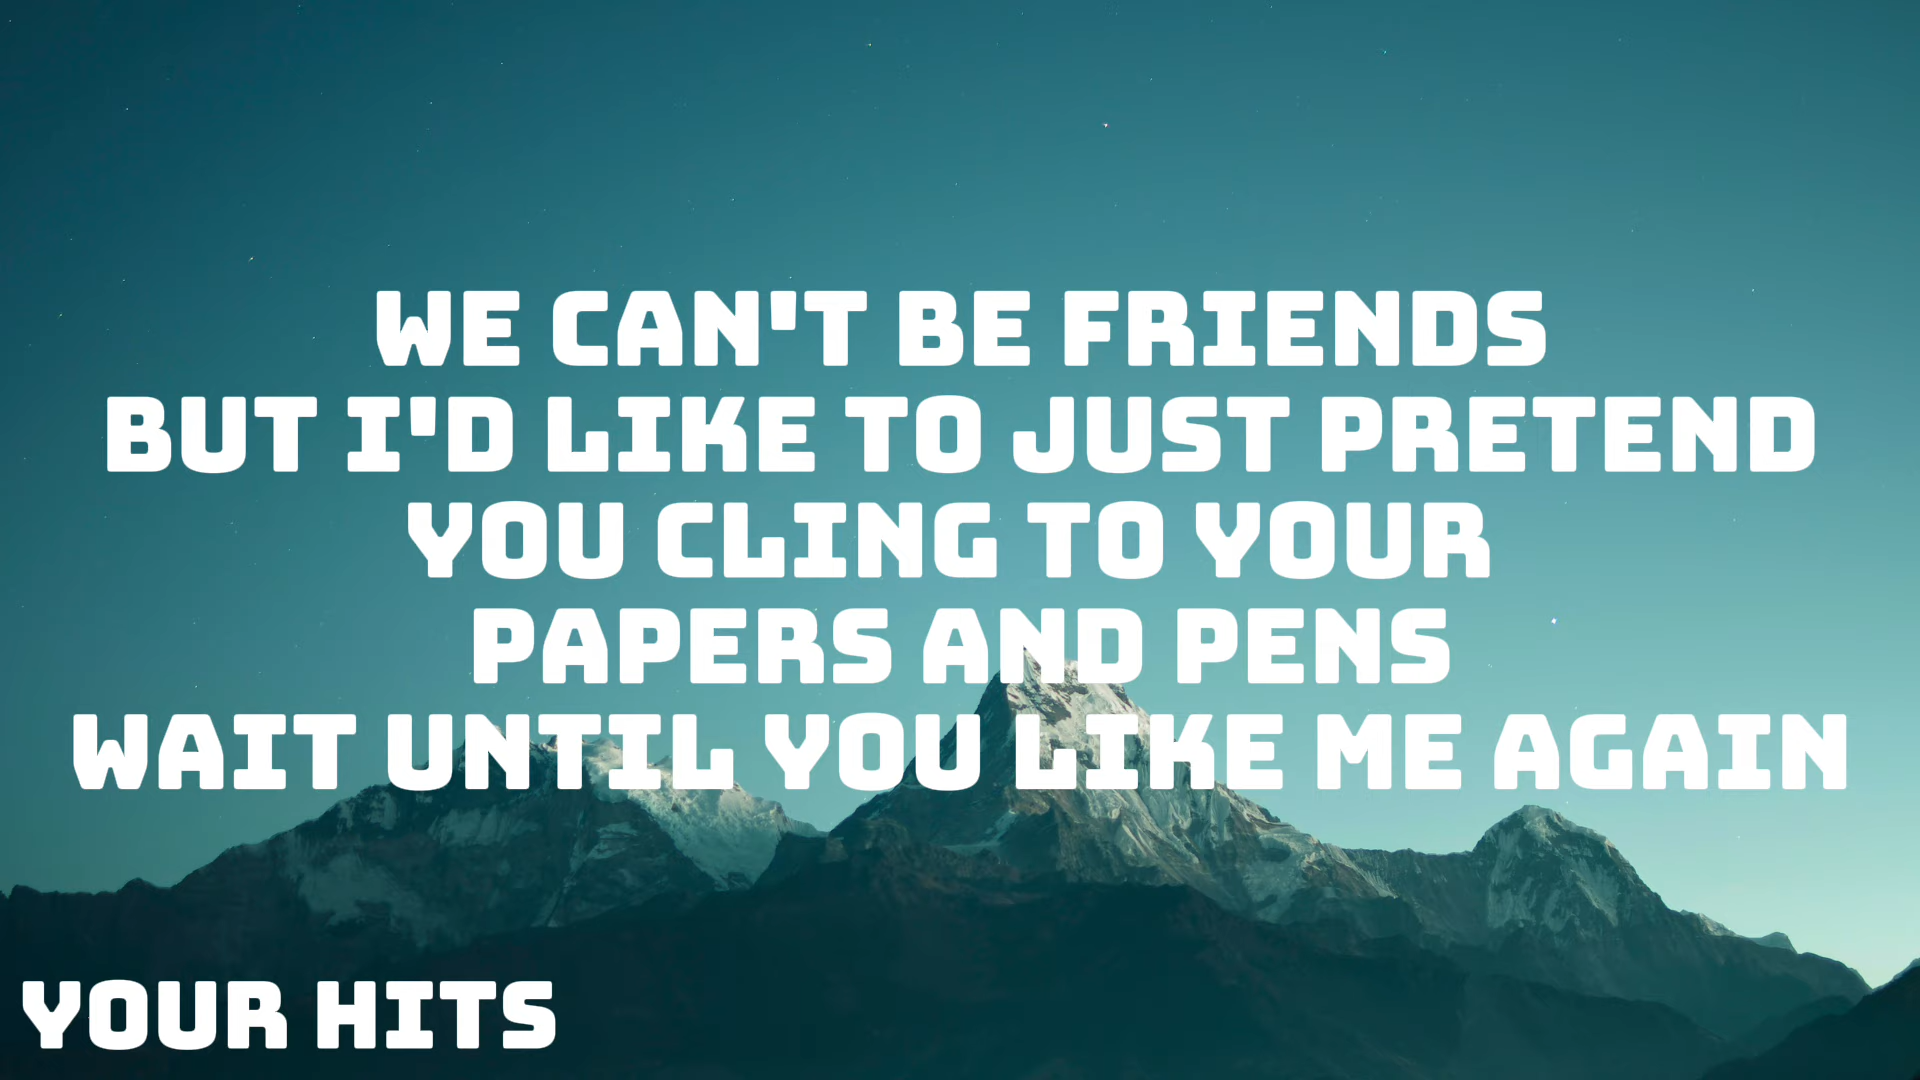 WE CAN'T BE FRIENDS
BUT I'D LIKE TO JUST PRETEND
YOU CLING TO YOUR
PAPERS AND PENS
WAIT UNTIL YOU LIKE ME AGAIN
YOUR HITS